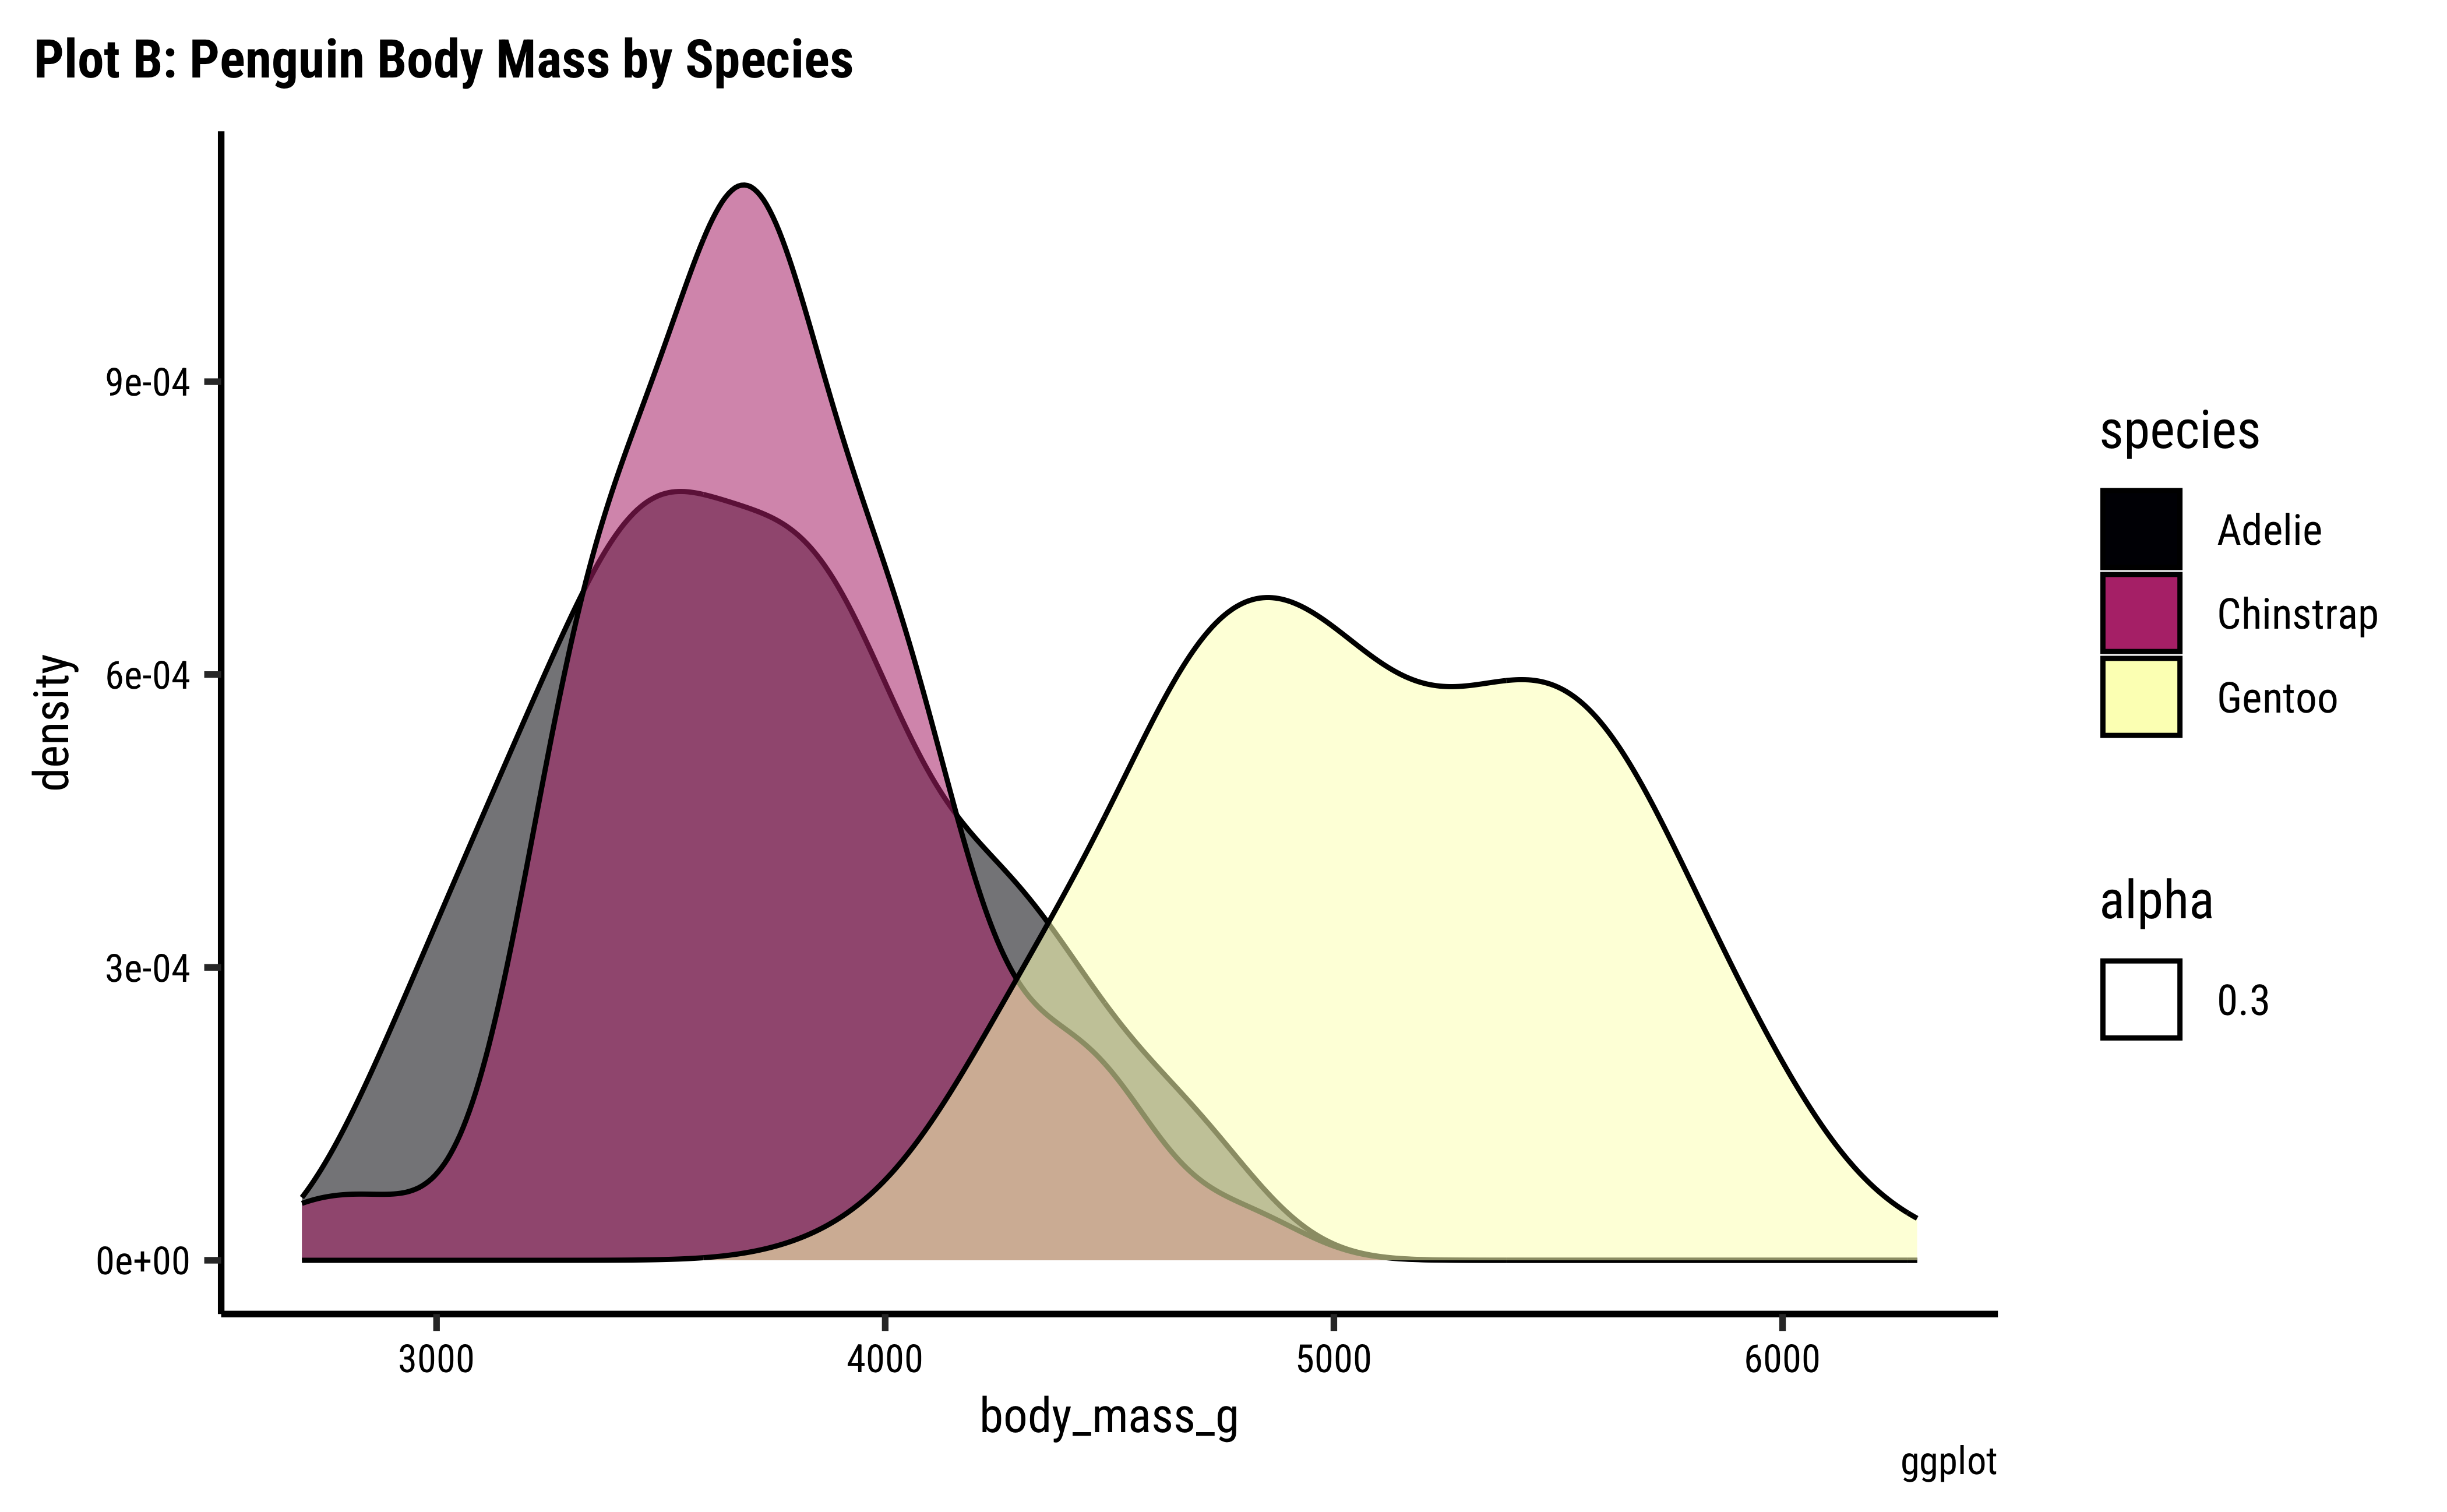 Plot B: Penguin Body Mass by Species
density
9e-04
6e-04
3e-04
0e+00
3000 4000 5000 6000
body_mass_g
species
Adelie
Chinstrap
Gentoo
alpha
0.3
ggplot